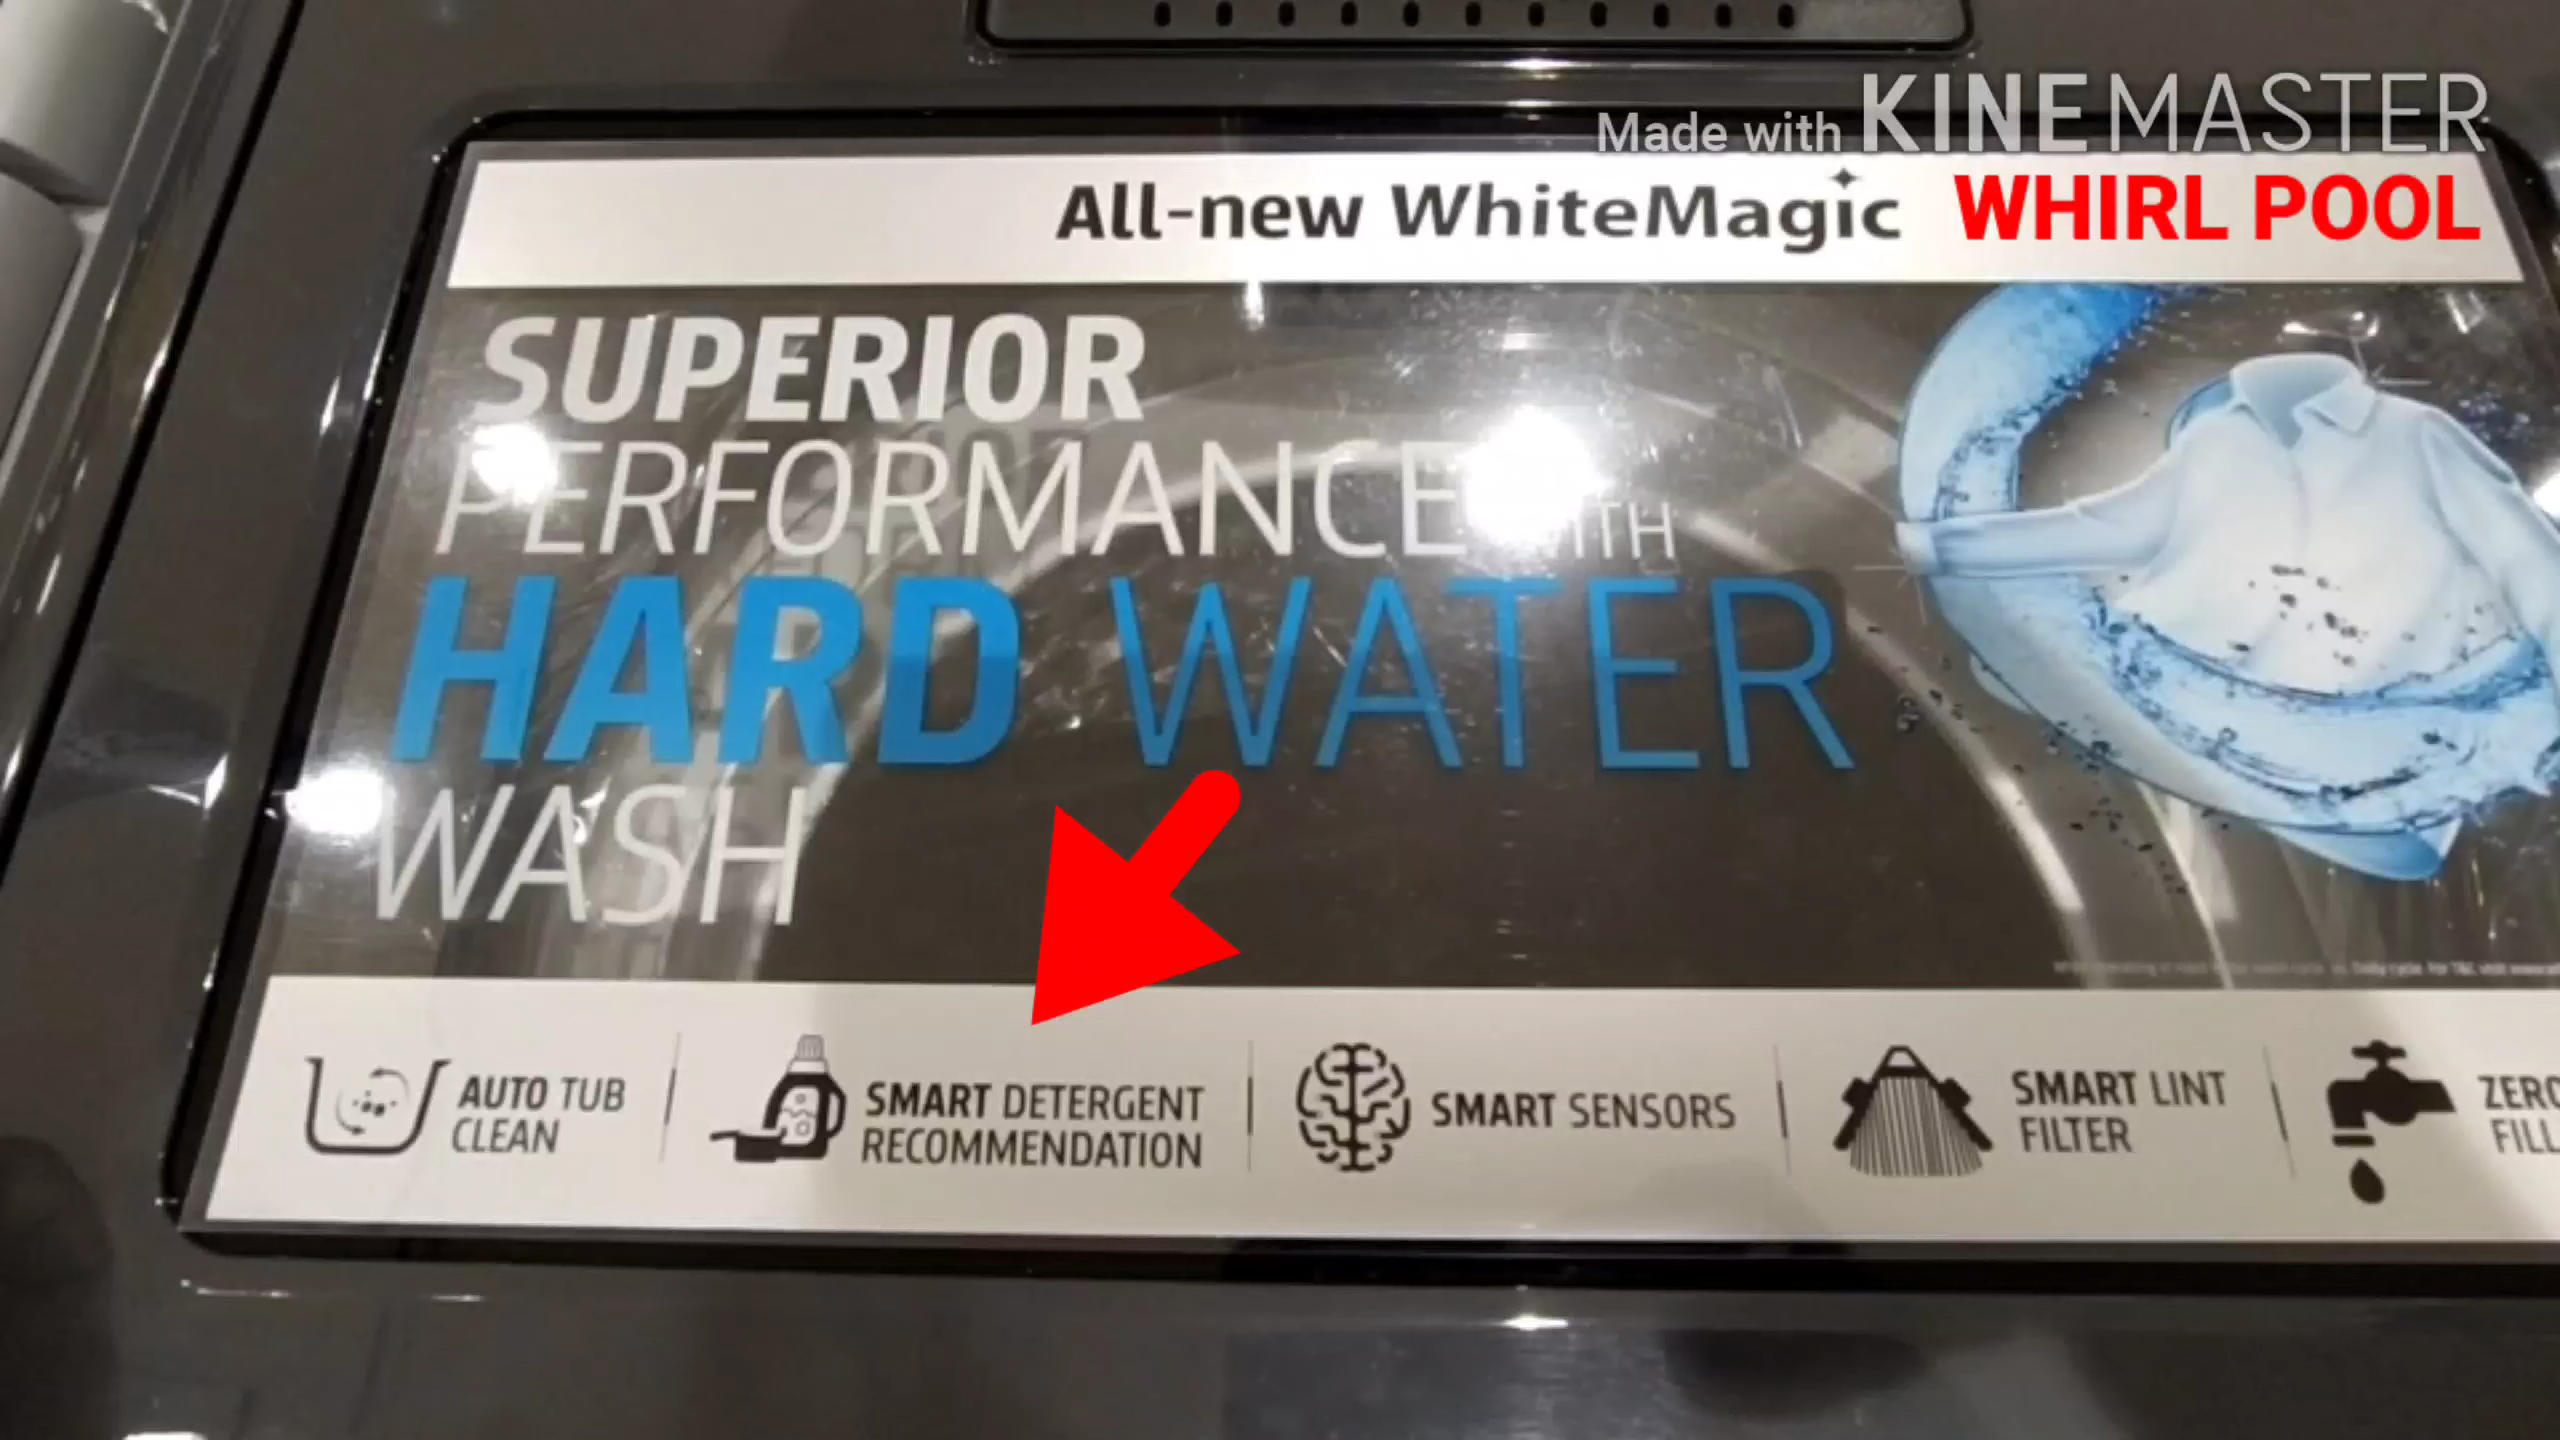 Made with KINEMASTER
All-new WhiteMagic WHIRL POOL
SUPERIOR
PERFORMANCE
HARD WATER
WASH
AUTO TUB
CLEAN
SMART DETERGENT
RECOMMENDATION
SMART SENSORS
SMART LINT
FILTER